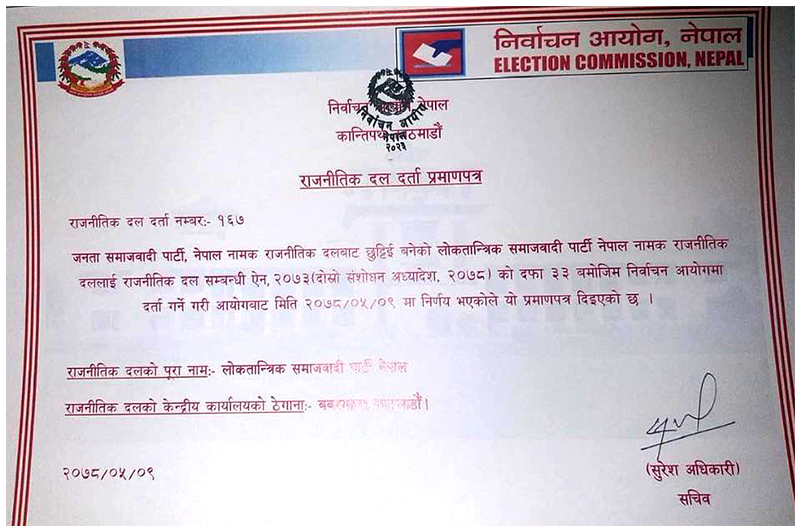 निर्वाचन आयोग, नेपाल
ELECTION COMMISSION, NEPAL
निर्वाचन आयोग नेपाल
निर्वाचन आयोग
नेपाल
२०२३
राजनीतिक दल दर्ता प्रमाणपत्र
राजनीतिक दल दर्ता नम्बर:- १६७
जनता समाजवादी पार्टी, नेपाल नामक राजनीतिक दलबाट छुट्टिई बनेको लोकतान्त्रिक समाजवादी पार्टी नेपाल नामक राजनीतिक
दललाई राजनीतिक दल सम्बन्धी ऐन, २०७३(दोस्रो संशोधन अध्यादेश, २०७८) को दफा ३३ बमोजिम निर्वाचन आयोगमा
दर्ता गर्ने गरी आयोगबाट मिति २०७८/०५/०९ मा निर्णय भएकोले यो प्रमाणपत्र दिइएको छ ।
राजनीतिक दलको पूरा नाम:- लोकतान्त्रिक समाजवादी पार्टी नेपाल
राजनीतिक दलको केन्द्रीय कार्यालयको ठेगाना:-
२०७८/०५/०९
(सुरेश अधिकारी)
सचिव